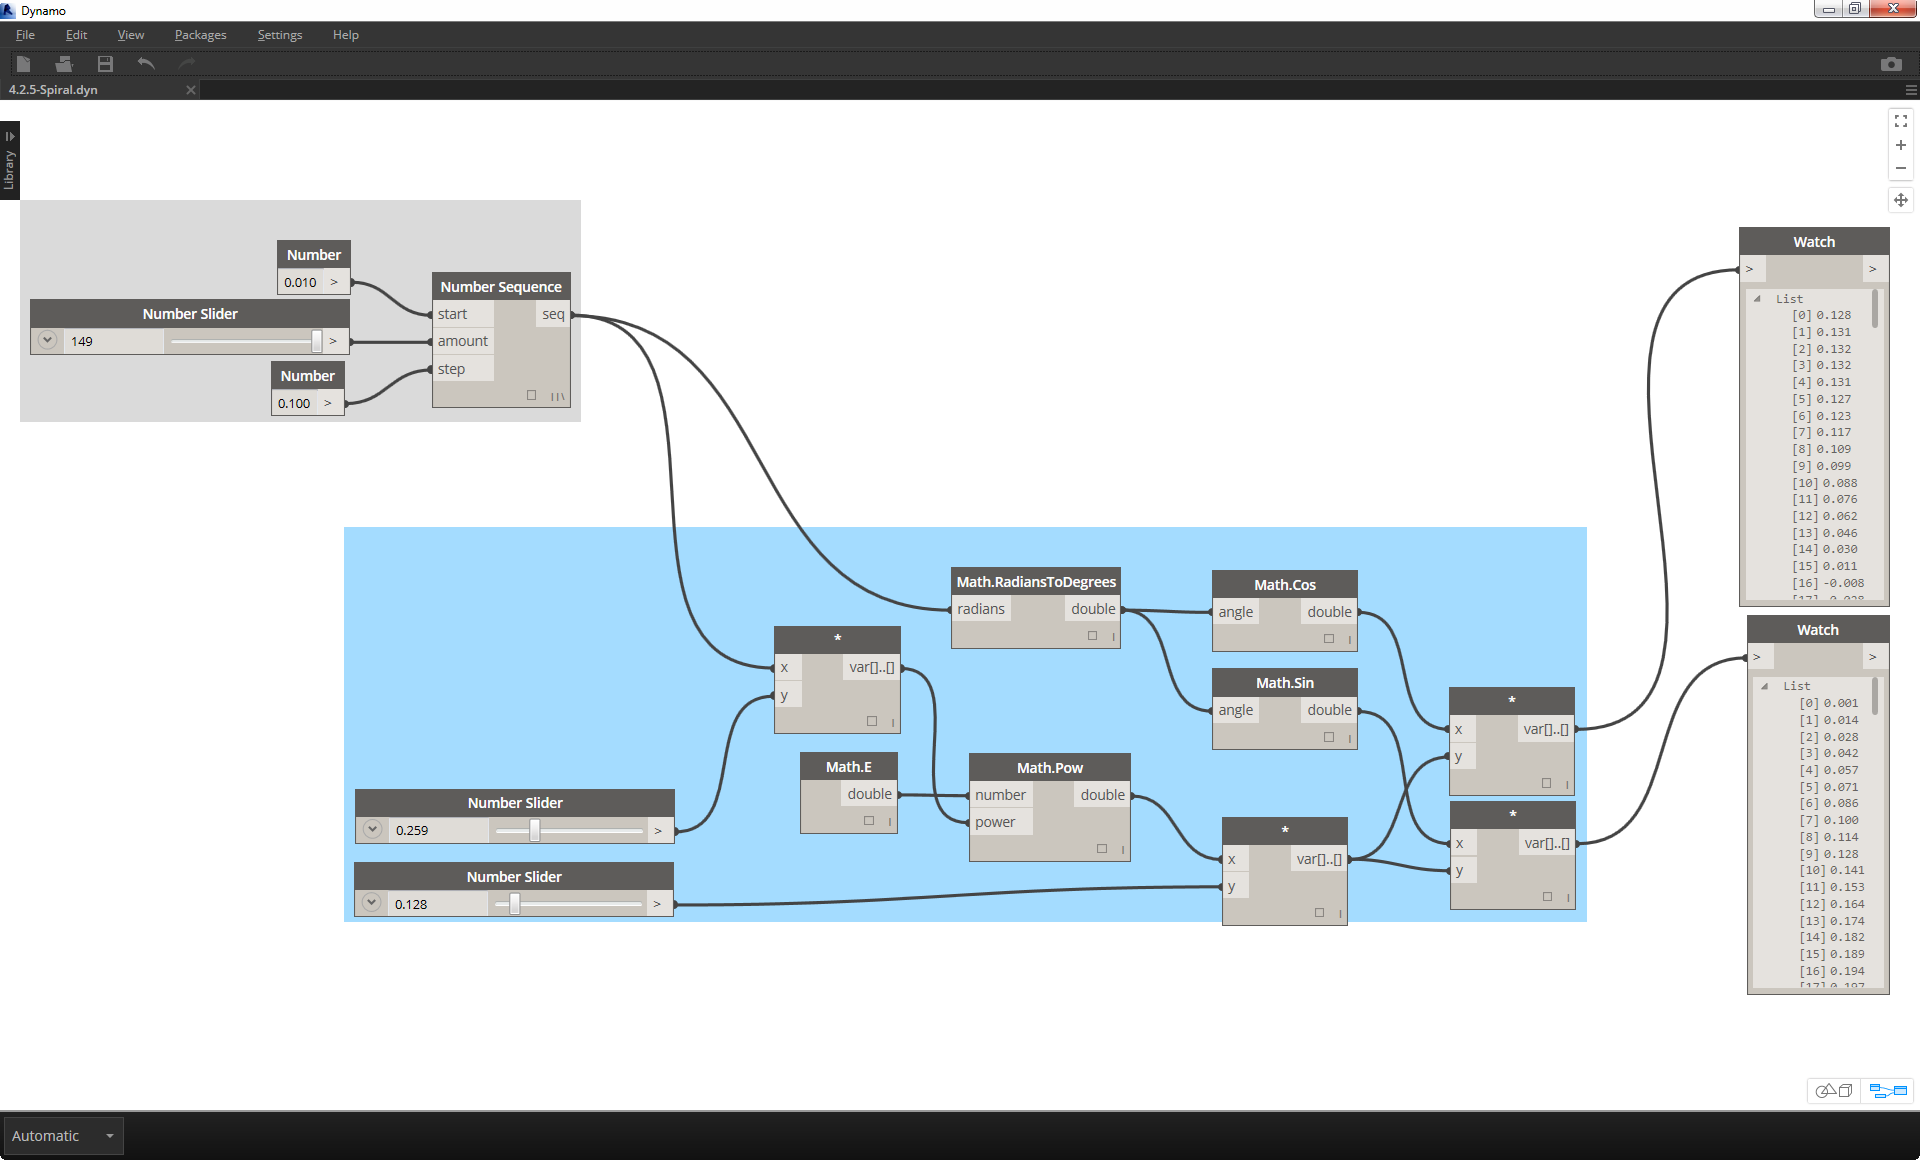 Dynamo
File Edit View Packages Settings Help
4.2.5-Spiral.dyn
Library
Number
0.010 >
Number Slider
149 >
Number
0.100 >
Number Sequence
start seq
amount
step
Math.RadiansToDegrees
radians double
Math.Cos
angle double
Math.Sin
angle double
*
x var[]..[]
y
Math.E
double
Math.Pow
number double
power
Number Slider
0.259 >
Number Slider
0.128 >
*
x var[]..[]
y
*
x var[]..[]
y
*
x var[]..[]
y
Watch
> >
List
[0] 0.128
[1] 0.131
[2] 0.132
[3] 0.132
[4] 0.131
[5] 0.127
[6] 0.123
[7] 0.117
[8] 0.109
[9] 0.099
[10] 0.088
[11] 0.076
[12] 0.062
[13] 0.046
[14] 0.030
[15] 0.011
[16] -0.008
[17] -0.028
Watch
> >
List
[0] 0.001
[1] 0.014
[2] 0.028
[3] 0.042
[4] 0.057
[5] 0.071
[6] 0.086
[7] 0.100
[8] 0.114
[9] 0.128
[10] 0.141
[11] 0.153
[12] 0.164
[13] 0.174
[14] 0.182
[15] 0.189
[16] 0.194
[17] 0.197
Automatic